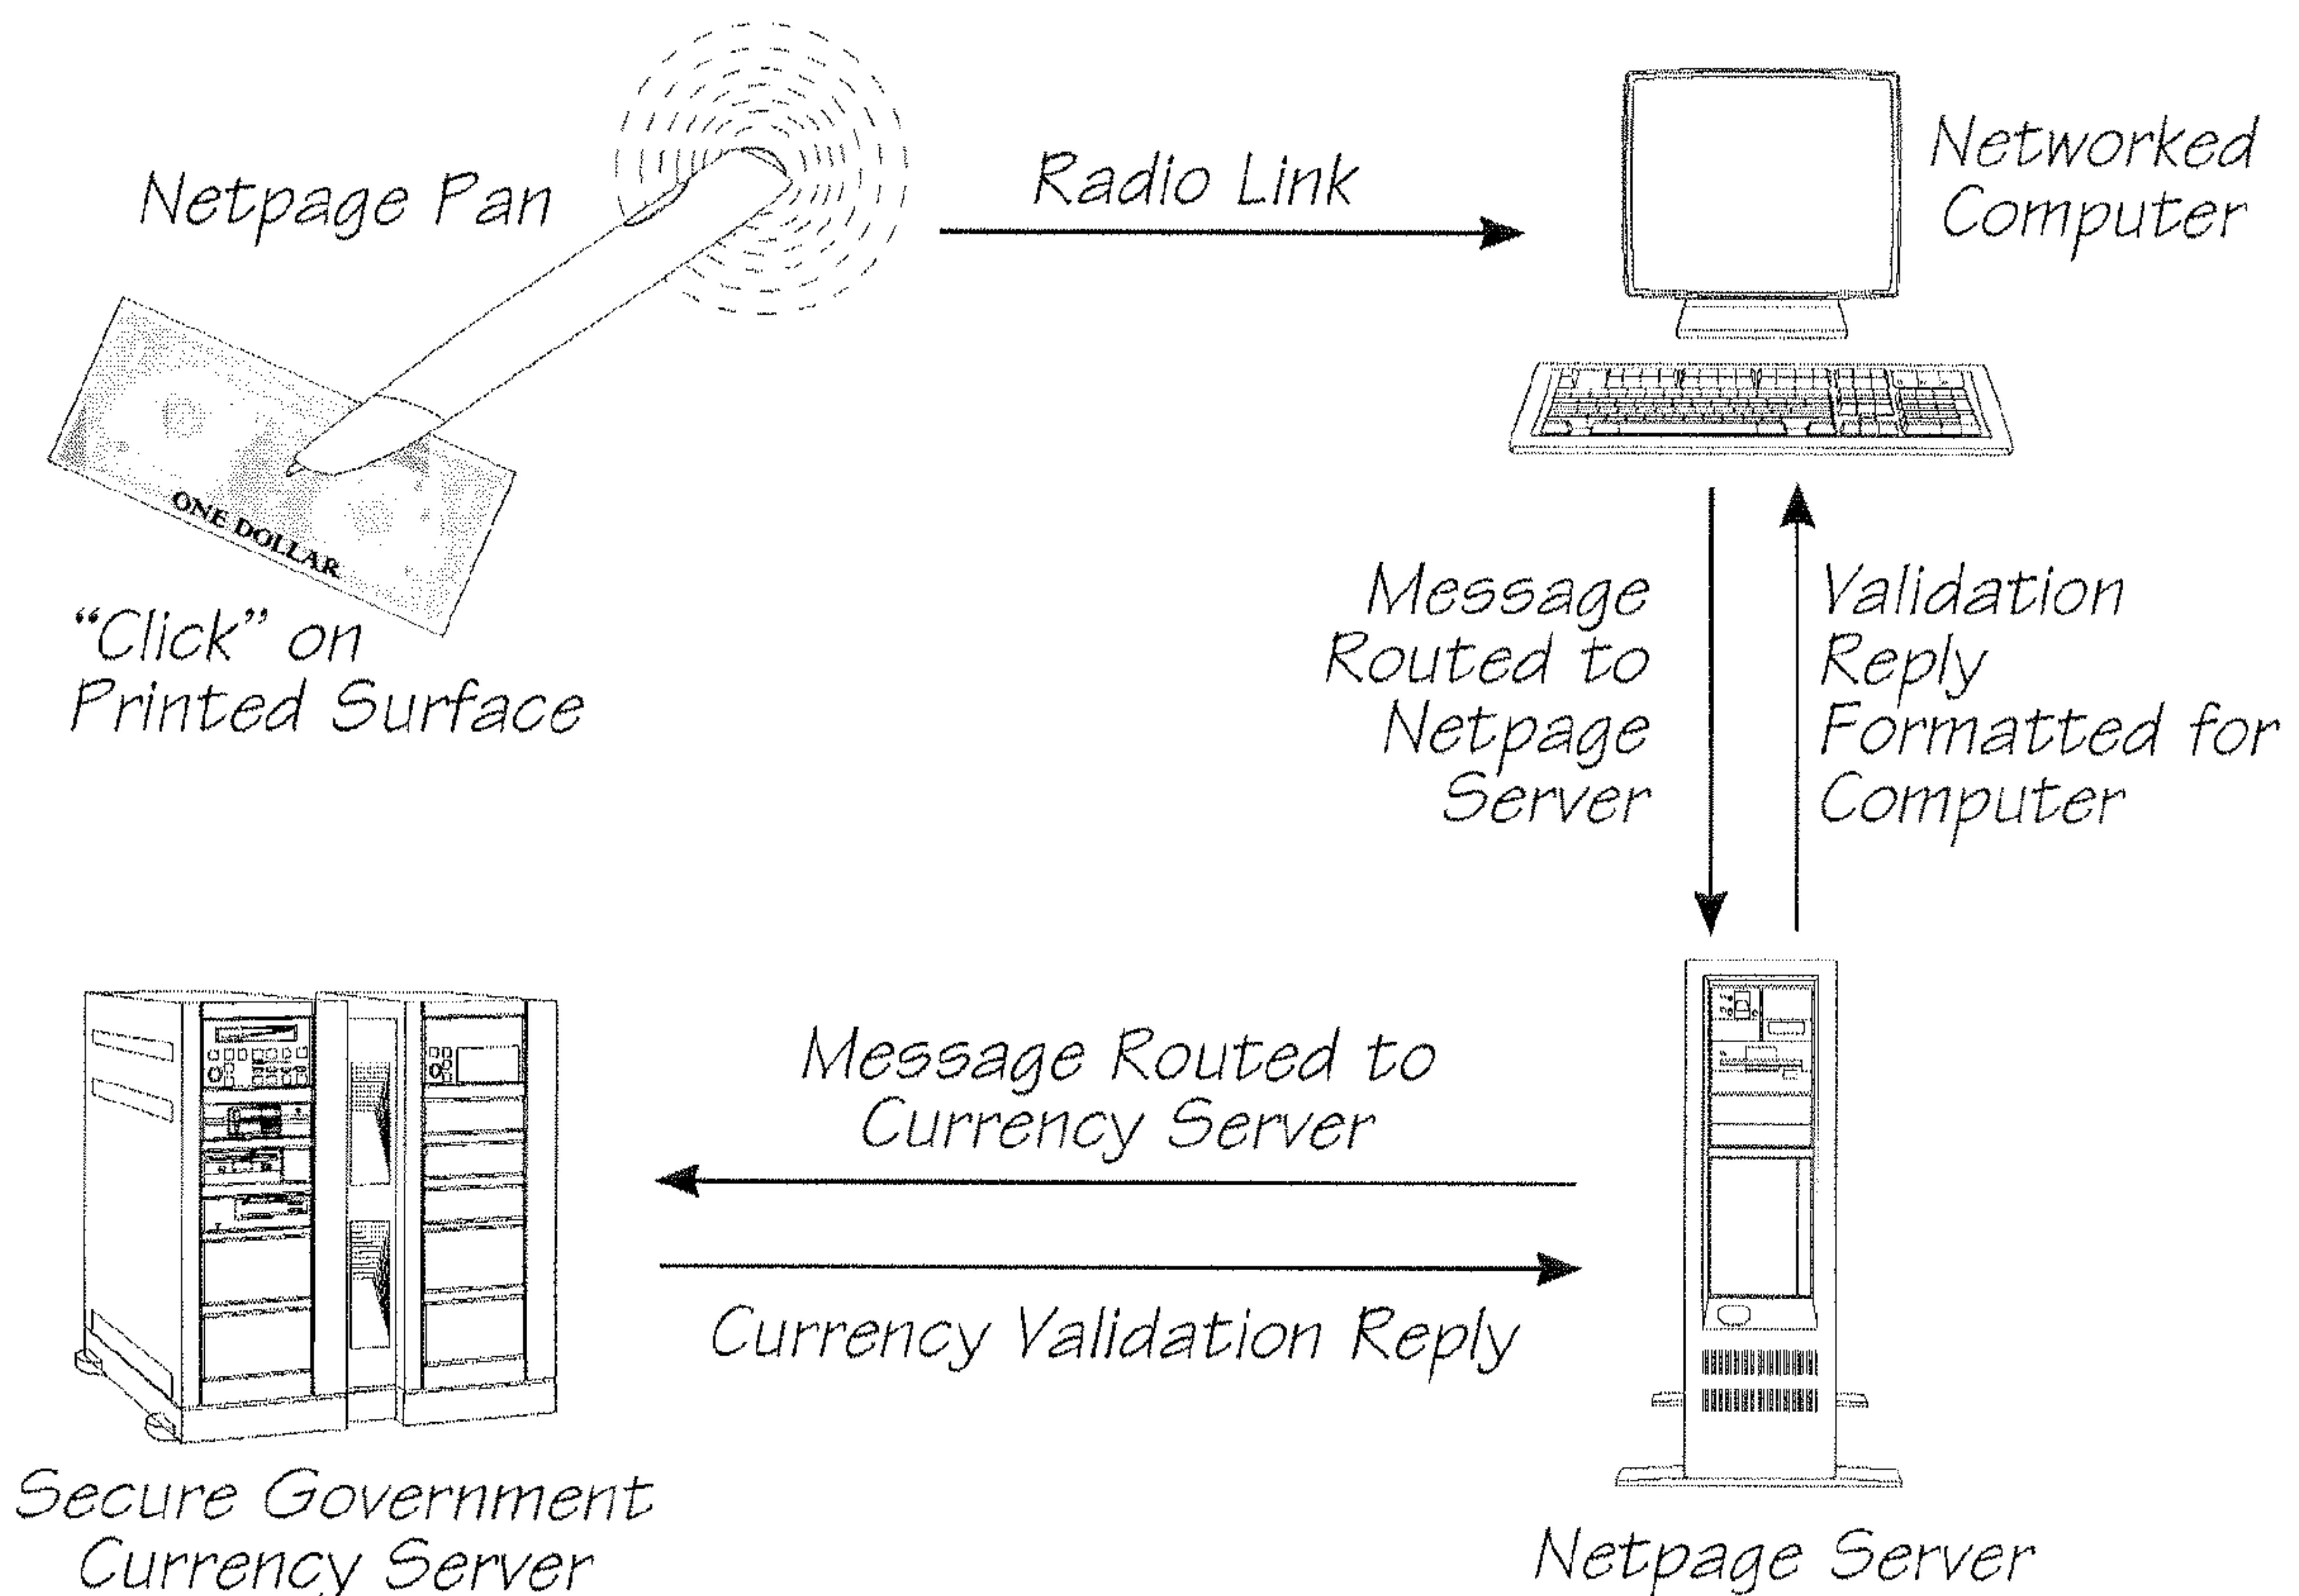 Netpage Pan
Radio Link
Networked
Computer
ONE DOLLAR
"Click" on
Printed Surface
Message
Routed to
Netpage
Server
Validation
Reply
Formatted for
Computer
Message Routed to
Currency Server
Currency Validation Reply
Secure Government
Currency Server
Netpage Server